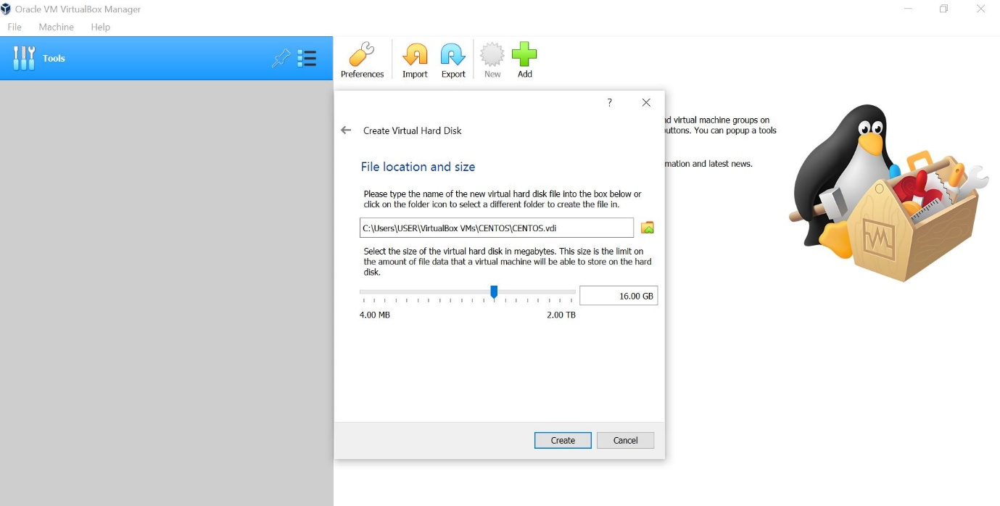 Oracle VM VirtualBox Manager
File Machine Help
Tools
Preferences Import Export New Add
? 
Create Virtual Hard Disk
File location and size
Please type the name of the new virtual hard disk file into the box below or
click on the folder icon to select a different folder to create the file in.
C:\Users\USER\VirtualBox VMs\CENTOS\CENTOS.vdi
Select the size of the virtual hard disk in megabytes. This size is the limit on
the amount of file data that a virtual machine will be able to store on the hard
disk.
16.00 GB
4.00 MB 2.00 TB
Create Cancel
virtual machine groups on
You can popup a tools
and latest news.